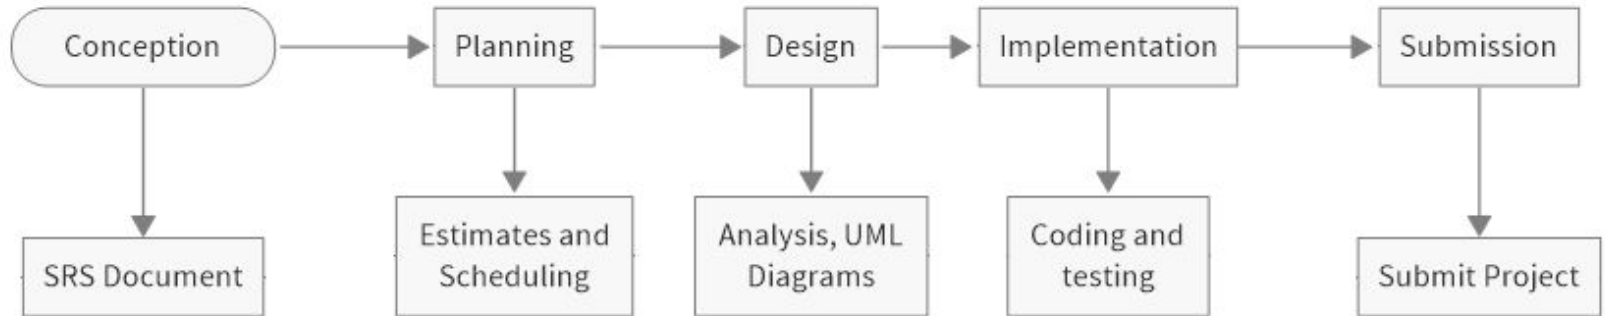 Conception
Planning
Design
Implementation
Submission
SRS Document
Estimates and
Scheduling
Analysis, UML
Diagrams
Coding and
testing
Submit Project